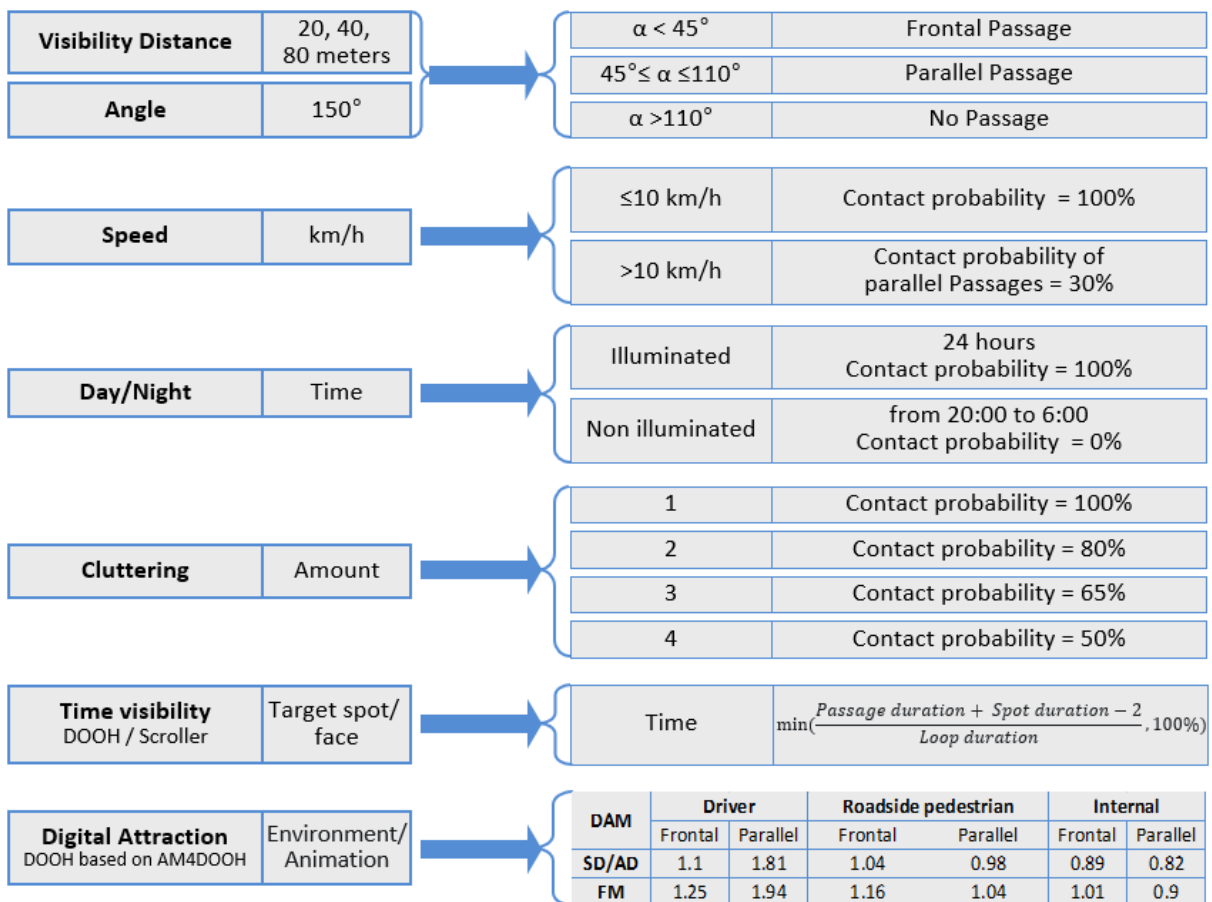 Visibility Distance
20, 40,
80 meters
Angle
150°
α < 45°
Frontal Passage
45°≤ α ≤110°
Parallel Passage
α >110°
No Passage
Speed
km/h
≤10 km/h
Contact probability = 100%
>10 km/h
Contact probability of
parallel Passages = 30%
Day/Night
Time
Illuminated
24 hours
Contact probability = 100%
Non illuminated
from 20:00 to 6:00
Contact probability = 0%
Cluttering
Amount
1
Contact probability = 100%
2
Contact probability = 80%
3
Contact probability = 65%
4
Contact probability = 50%
Time visibility
DOOH / Scroller
Target spot/
face
Time
min(Passage duration + Spot duration − 2 / Loop duration , 100%)
Digital Attraction
DOOH based on AM4DOOH
Environment/
Animation
DAM Driver Roadside pedestrian Internal
Frontal Parallel Frontal Parallel Frontal Parallel
SD/AD 1.1 1.81 1.04 0.98 0.89 0.82
FM 1.25 1.94 1.16 1.04 1.01 0.9